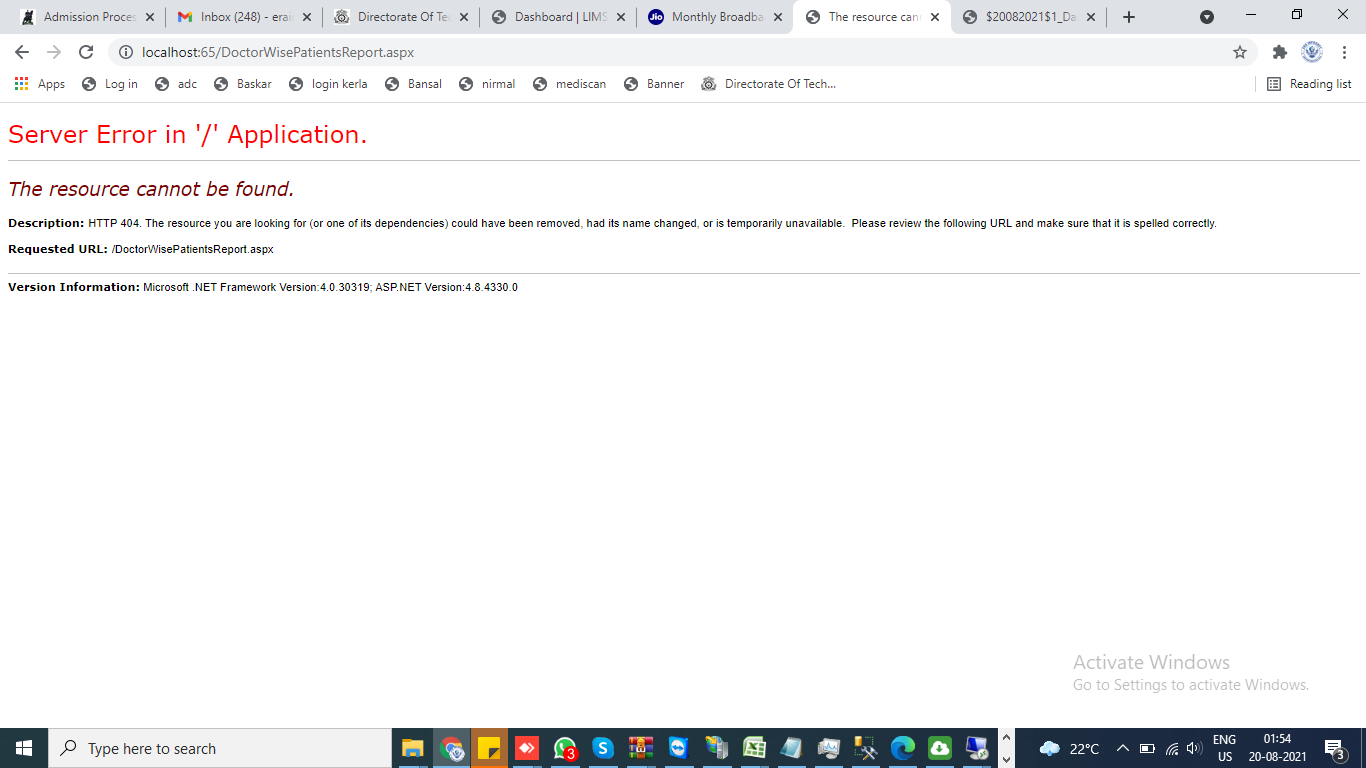 Admission Proces
Inbox (248) - erai
Directorate Of Te
Dashboard | LIMS
Jio
Monthly Broadba
The resource can
$20082021$1_Da
localhost:65/DoctorWisePatientsReport.aspx
Apps
Log in
adc
Baskar
login kerla
Bansal
nirmal
mediscan
Banner
Directorate Of Tech...
Reading list
Server Error in '/' Application.
The resource cannot be found.
Description: HTTP 404. The resource you are looking for (or one of its dependencies) could have been removed, had its name changed, or is temporarily unavailable.  Please review the following URL and make sure that it is spelled correctly.
Requested URL: /DoctorWisePatientsReport.aspx
Version Information: Microsoft .NET Framework Version:4.0.30319; ASP.NET Version:4.8.4330.0
Activate Windows
Go to Settings to activate Windows.
Type here to search
3
22°C
ENG
US
01:54
20-08-2021
3